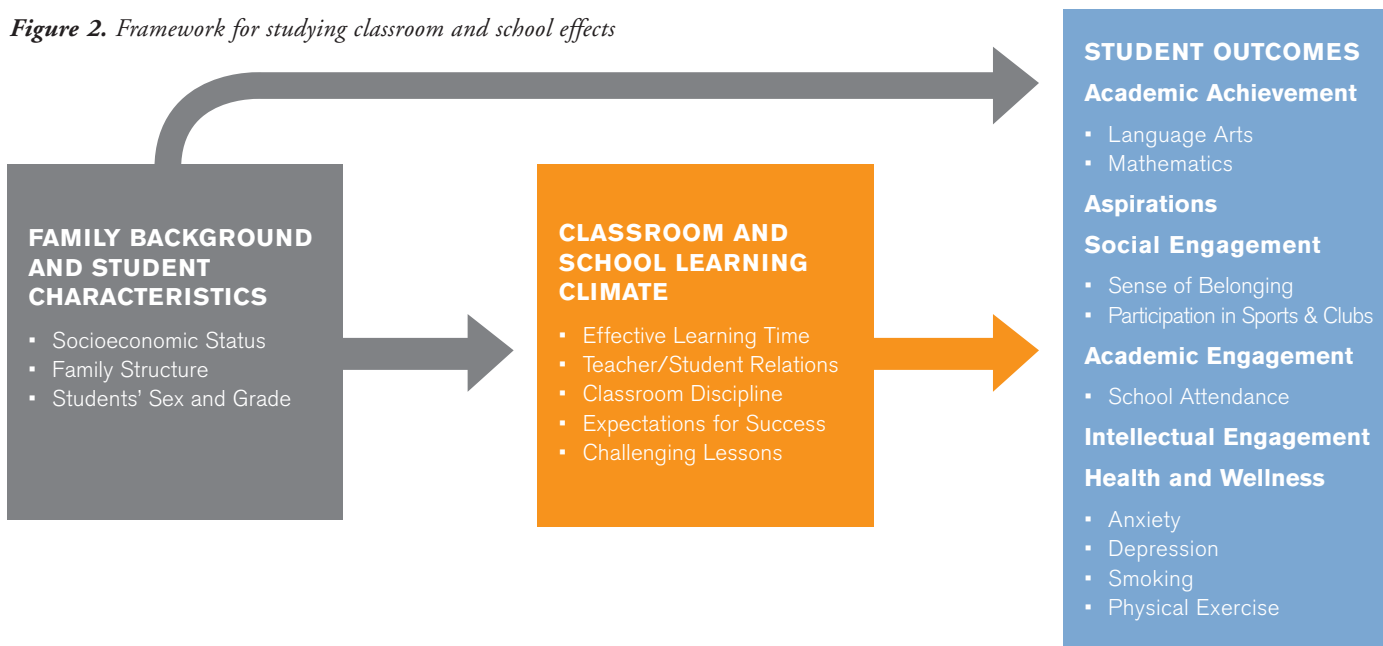 Figure 2. Framework for studying classroom and school effects
FAMILY BACKGROUND
AND STUDENT
CHARACTERISTICS
▪ Socioeconomic Status
▪ Family Structure
▪ Students’ Sex and Grade
CLASSROOM AND
SCHOOL LEARNING
CLIMATE
▪ Effective Learning Time
▪ Teacher/Student Relations
▪ Classroom Discipline
▪ Expectations for Success
▪ Challenging Lessons
STUDENT OUTCOMES
Academic Achievement
▪ Language Arts
▪ Mathematics
Aspirations
Social Engagement
▪ Sense of Belonging
▪ Participation in Sports & Clubs
Academic Engagement
▪ School Attendance
Intellectual Engagement
Health and Wellness
▪ Anxiety
▪ Depression
▪ Smoking
▪ Physical Exercise